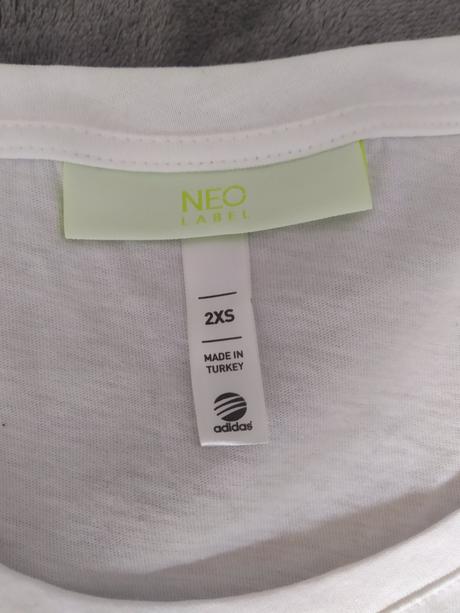 NEO
LABEL
2XS
MADE IN
TURKEY
adidas